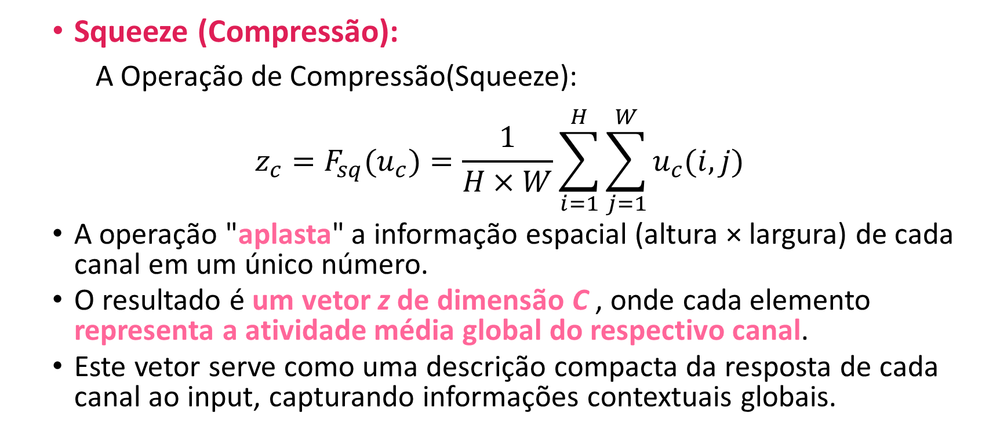 • Squeeze (Compressão):
A Operação de Compressão(Squeeze):
z_c = F_{sq}(u_c) = \frac{1}{H × W} \sum_{i=1}^{H} \sum_{j=1}^{W} u_c(i,j)
• A operação "aplasta" a informação espacial (altura × largura) de cada
canal em um único número.
• O resultado é um vetor z de dimensão C , onde cada elemento
representa a atividade média global do respectivo canal.
• Este vetor serve como uma descrição compacta da resposta de cada
canal ao input, capturando informações contextuais globais.